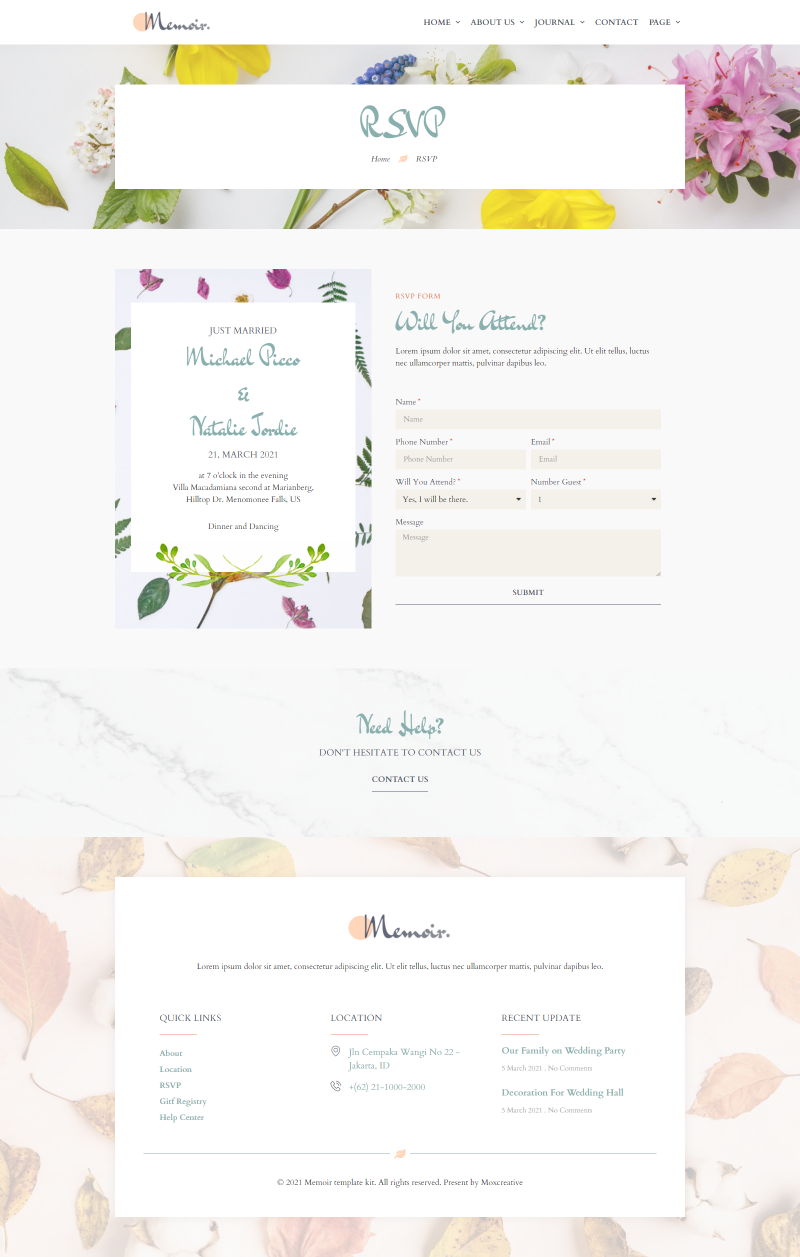 Memoir.
HOME ABOUT US JOURNAL CONTACT PAGE
RSVP
Home RSVP
JUST MARRIED
Michael Picco
&
Natalie Jordie
21, MARCH 2021
at 7 o'clock in the evening
Villa Macadamiana second at Marianberg,
Hilltop Dr. Menomonee Falls, US
Dinner and Dancing
RSVP FORM
Will You Attend?
Lorem ipsum dolor sit amet, consectetur adipiscing elit. Ut elit tellus, luctus
nec ullamcorper mattis, pulvinar dapibus leo.
Name *
Name
Phone Number * Email *
Phone Number Email
Will You Attend? * Number Guest *
Yes, I will be there. 1
Message
Message
SUBMIT
Need Help?
DON'T HESITATE TO CONTACT US
CONTACT US
Memoir.
Lorem ipsum dolor sit amet, consectetur adipiscing elit. Ut elit tellus, luctus nec ullamcorper mattis, pulvinar dapibus leo.
QUICK LINKS
About
Location
RSVP
Gitf Registry
Help Center
LOCATION
Jln Cempaka Wangi No 22 -
Jakarta, ID
+(62) 21-1000-2000
RECENT UPDATE
Our Family on Wedding Party
5 March 2021 . No Comments
Decoration For Wedding Hall
5 March 2021 . No Comments
© 2021 Memoir template kit. All rights reserved. Present by Moxcreative